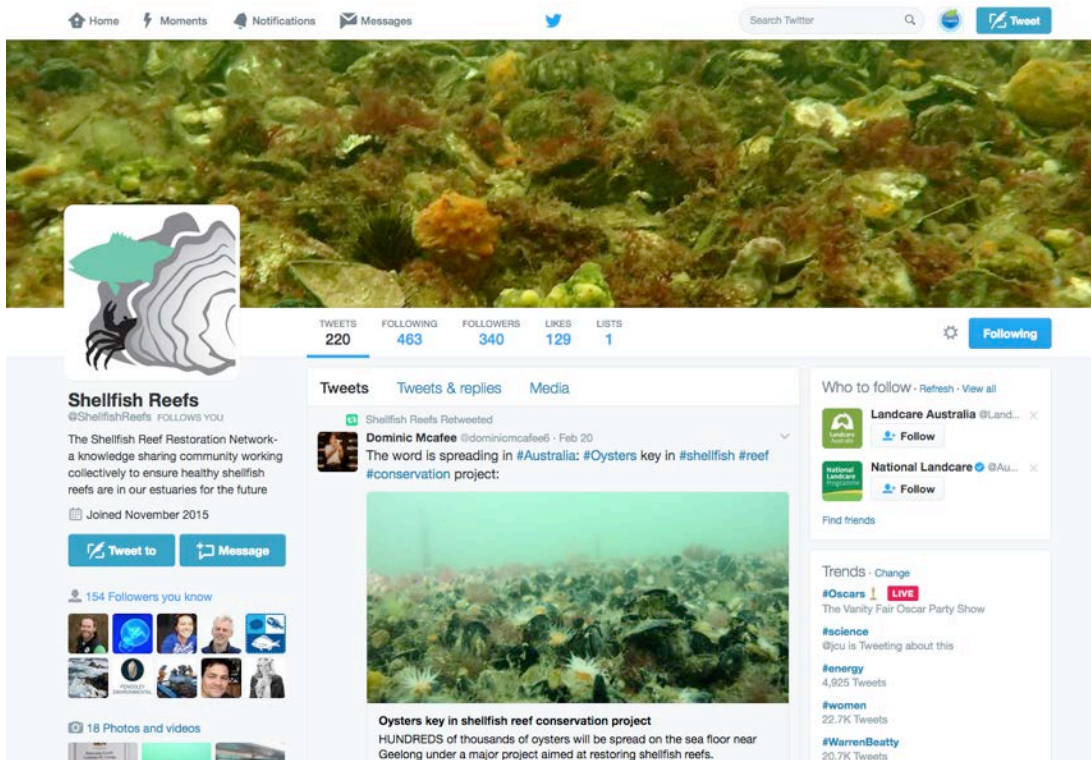 Home Moments Notifications Messages Search Twitter Tweet
TWEETS FOLLOWING FOLLOWERS LIKES LISTS
220 463 340 129 1
Following
Shellfish Reefs
@ShellfishReefs FOLLOWS YOU
The Shellfish Reef Restoration Network-
a knowledge sharing community working
collectively to ensure healthy shellfish
reefs are in our estuaries for the future
Joined November 2015
Tweet to Message
154 Followers you know
18 Photos and videos
Tweets Tweets & replies Media
Shellfish Reefs Retweeted
Dominic Mcafee @dominicmcafee6 · Feb 20
The word is spreading in #Australia: #Oysters key in #shellfish #reef
#conservation project:
Oysters key in shellfish reef conservation project
HUNDREDS of thousands of oysters will be spread on the sea floor near
Geelong under a major project aimed at restoring shellfish reefs.
Who to follow · Refresh · View all
Landcare Australia @Land...
Landcare
Australia
Follow
National Landcare @Au...
National
Landcare
Programme
Follow
Find friends
Trends · Change
#Oscars LIVE
The Vanity Fair Oscar Party Show
#science
@jcu is Tweeting about this
#energy
4,925 Tweets
#women
22.7K Tweets
#WarrenBeatty
20.7K Tweets